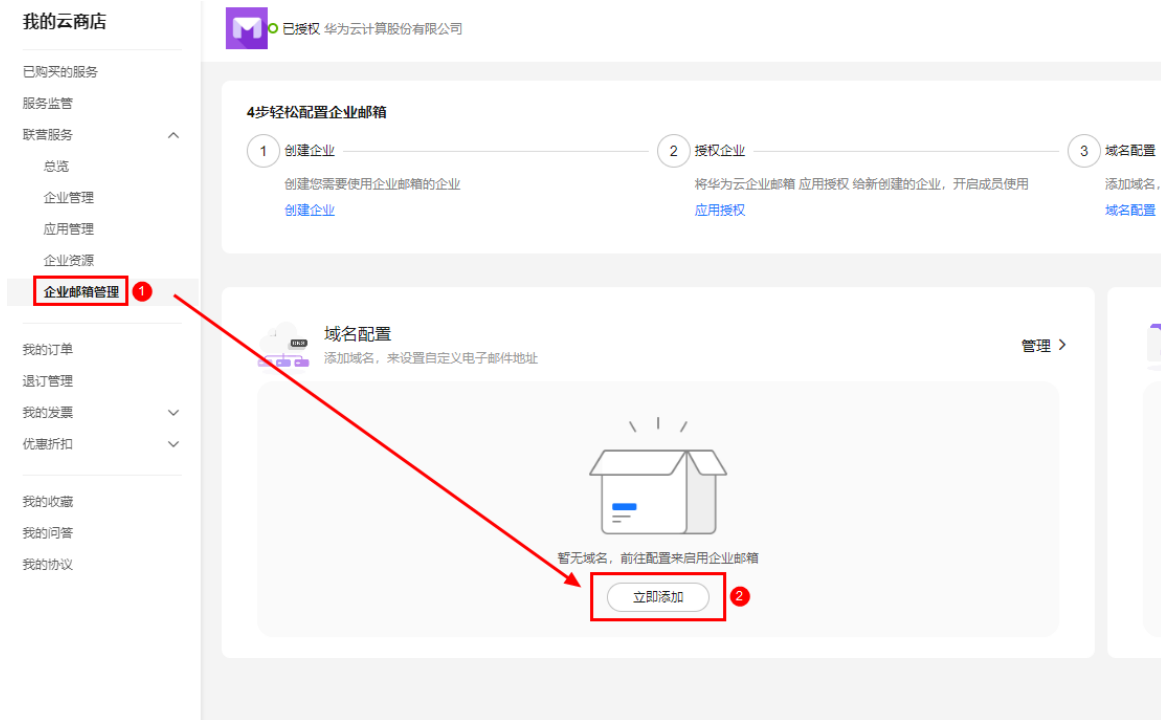 我的云商店
已购买的服务
服务监管
联营服务
总览
企业管理
应用管理
企业资源
企业邮箱管理 1
我的订单
退订管理
我的发票
优惠折扣
我的收藏
我的问答
我的协议
已授权 华为云计算股份有限公司
4步轻松配置企业邮箱
1 创建企业
创建您需要使用企业邮箱的企业
创建企业
2 授权企业
将华为云企业邮箱 应用授权 给新创建的企业，开启成员使用
应用授权
3 域名配置
添加域名，
域名配置
域名配置
添加域名，来设置自定义电子邮件地址
管理
暂无域名，前往配置来启用企业邮箱
立即添加 2